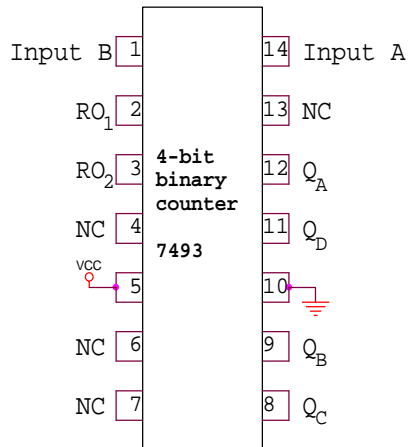 Input B 1 14 Input A
RO1 2 13 NC
RO2 3 12 QA
4-bit
binary
counter
7493
NC 4 11 QD
VCC 5 10
NC 6 9 QB
NC 7 8 QC